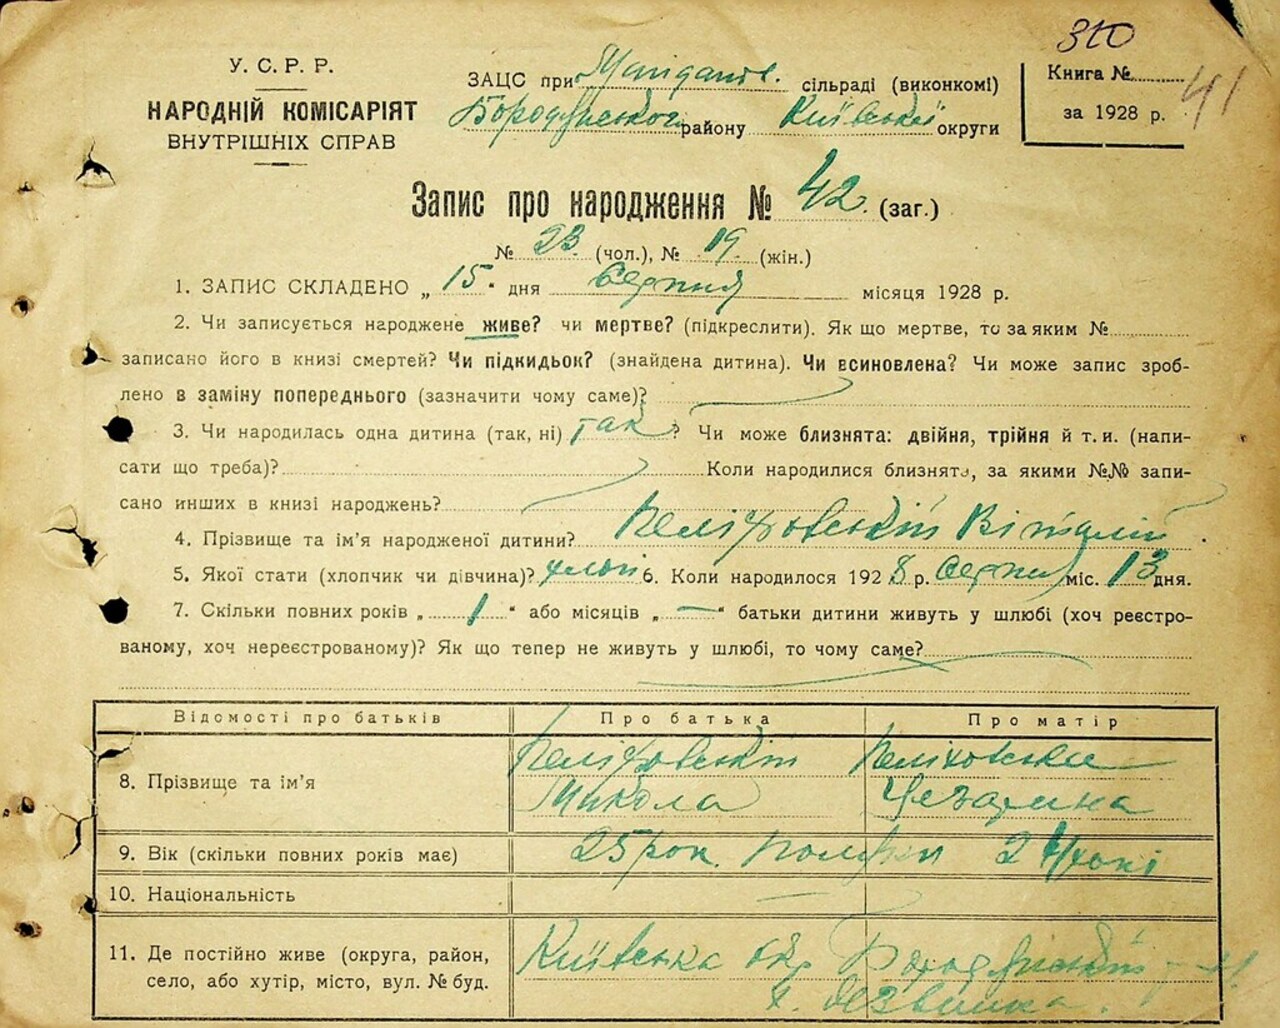 310
У. С. Р. Р.
НАРОДНІЙ КОМІСАРІЯТ
ВНУТРІШНІХ СПРАВ
ЗАЦС при сільраді (виконкомі)
району Київської округи
Книга № 41
за 1928 р.
Запис про народження № 42. (заг.)
№ 23 (чол.), № 19. (жін.)
1. ЗАПИС СКЛАДЕНО „ 15 “ дня Серпня місяця 1928 р.
2. Чи записується народжене живе? чи мертве? (підкреслити). Як що мертве, то за яким №
записано його в книзі смертей? Чи підкидьок? (знайдена дитина). Чи всиновлена? Чи може запис зроб-
лено в заміну попереднього (зазначити чому саме)?
3. Чи народилась одна дитина (так, ні) так ? Чи може близнята: двійня, трійня й т. и. (напи-
сати що треба)? Коли народилися близнята, за якими №№ запи-
сано инших в книзі народжень?
4. Прізвище та ім’я народженої дитини? Віталій
5. Якої стати (хлопчик чи дівчина)? хлоп 6. Коли народилося 1928 р. Серпня міс. 13 дня.
7. Скільки повних років „ 1 “ або місяців „ — “ батьки дитини живуть у шлюбі (хоч реєстро-
ваному, хоч нереєстрованому)? Як що тепер не живуть у шлюбі, то чому саме?
Відомості про батьків Про батька Про матір
8. Прізвище та ім’я
Микола Цезарина
9. Вік (скільки повних років має) 25 рок.
10. Національність
11. Де постійно живе (округа, район, Київська окр
село, або хутір, місто, вул. № буд.